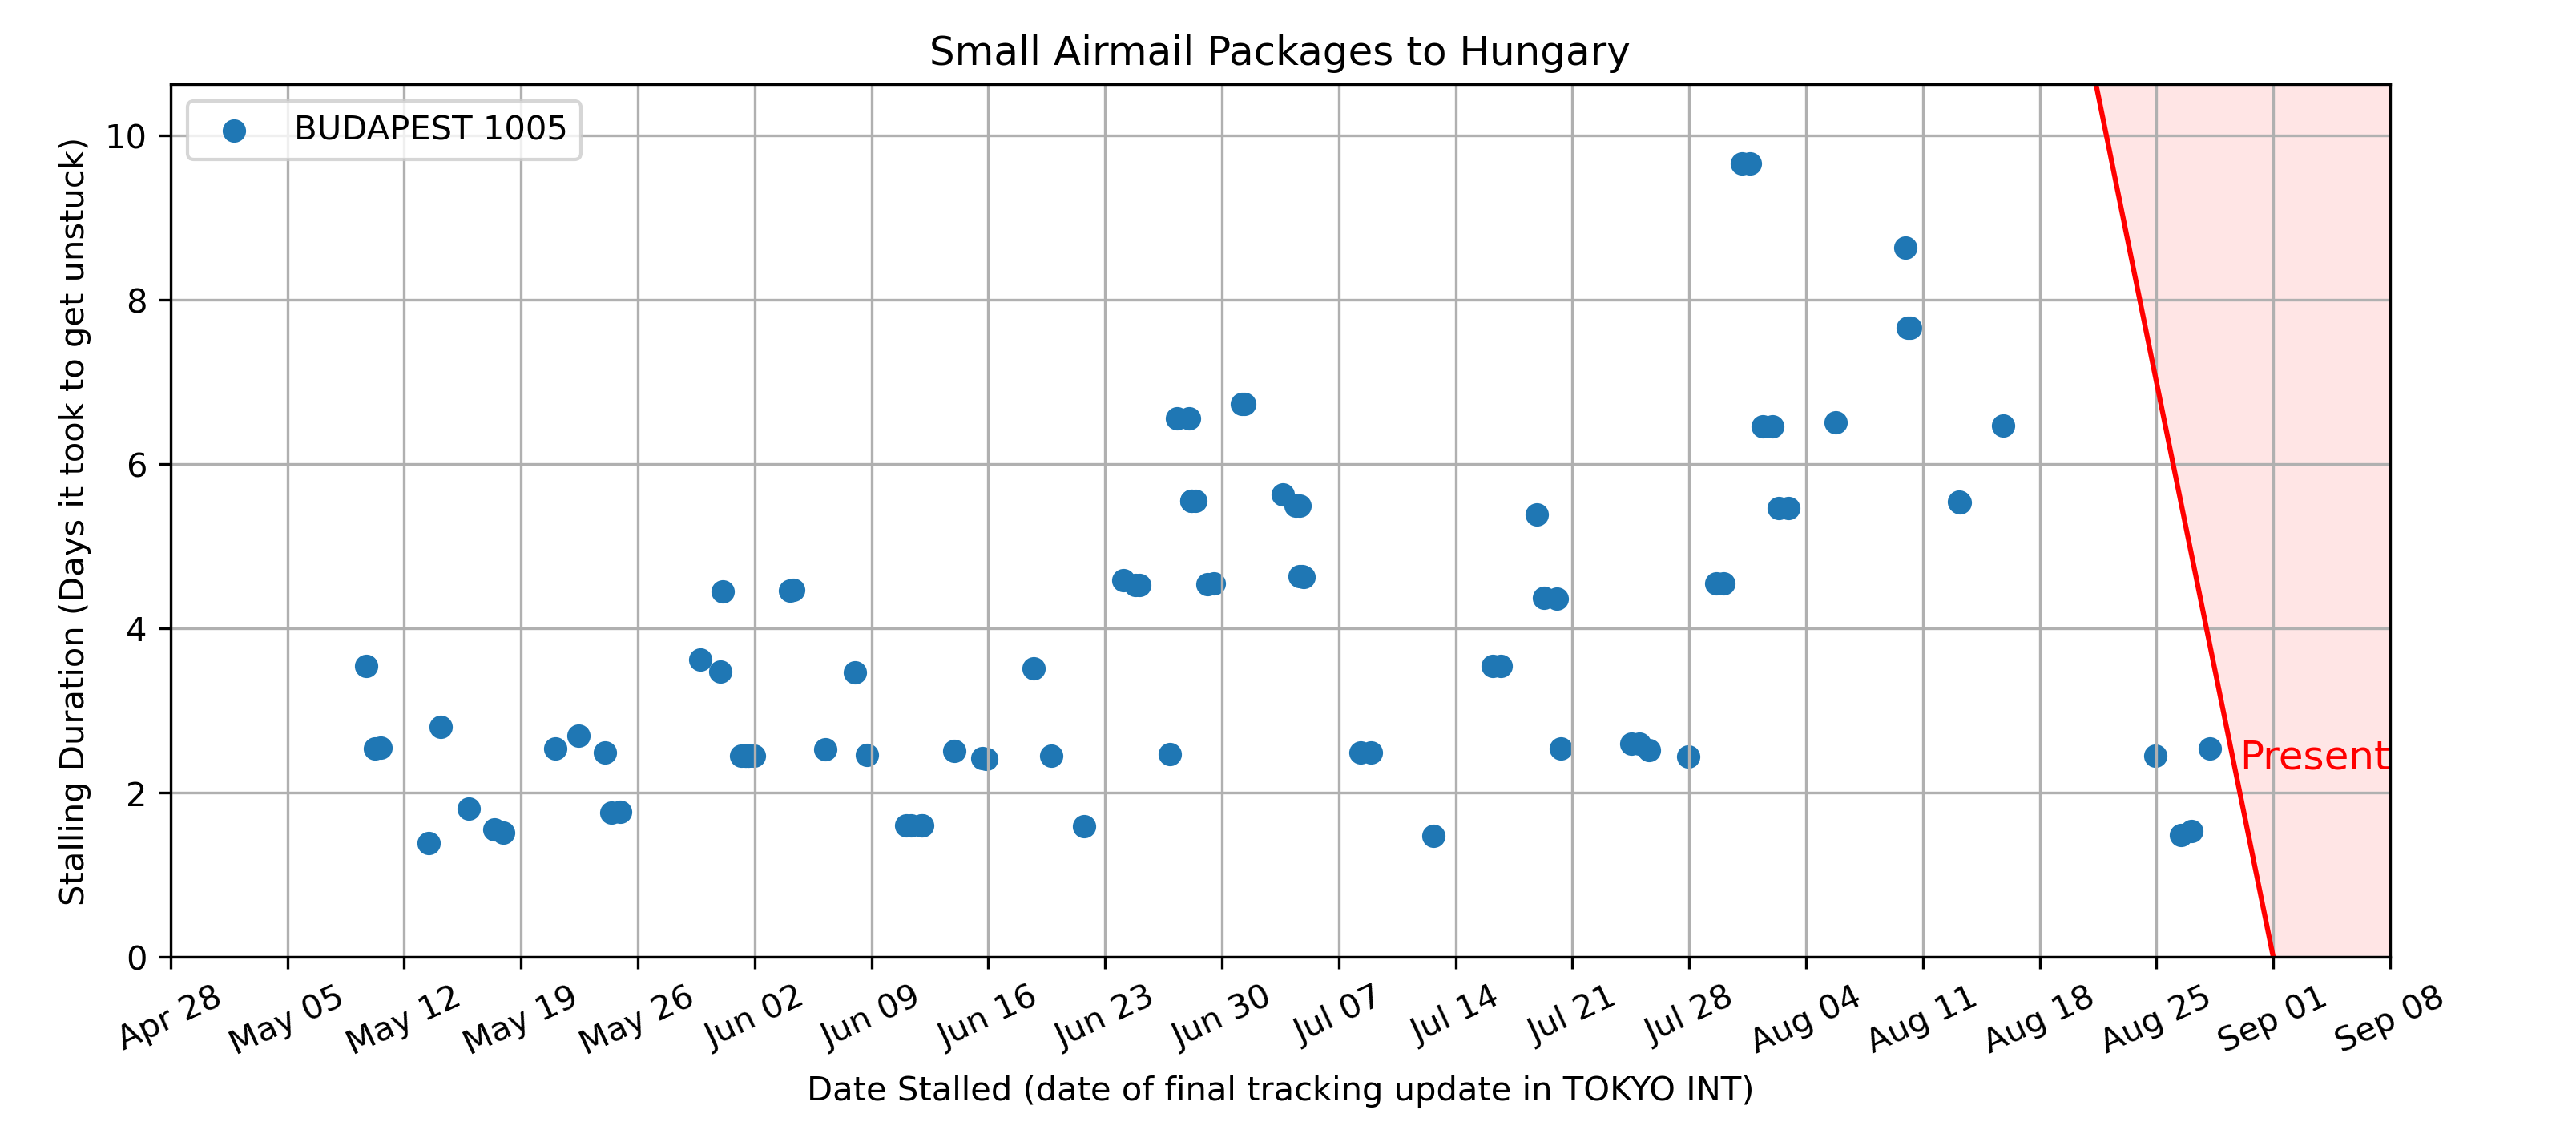 Small Airmail Packages to Hungary
BUDAPEST 1005
Stalling Duration (Days it took to get unstuck)
10
8
6
4
2
0
Present
Apr 28
May 05
May 12
May 19
May 26
Jun 02
Jun 09
Jun 16
Jun 23
Jun 30
Jul 07
Jul 14
Jul 21
Jul 28
Aug 04
Aug 11
Aug 18
Aug 25
Sep 01
Sep 08
Date Stalled (date of final tracking update in TOKYO INT)